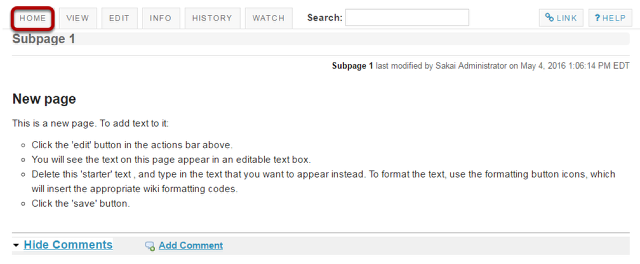 HOME VIEW EDIT INFO HISTORY WATCH Search: LINK ? HELP
Subpage 1
Subpage 1 last modified by Sakai Administrator on May 4, 2016 1:06:14 PM EDT
New page
This is a new page. To add text to it:
Click the 'edit' button in the actions bar above.
You will see the text on this page appear in an editable text box.
Delete this 'starter' text , and type in the text that you want to appear instead. To format the text, use the formatting button icons, which
will insert the appropriate wiki formatting codes.
Click the 'save' button.
Hide Comments Add Comment